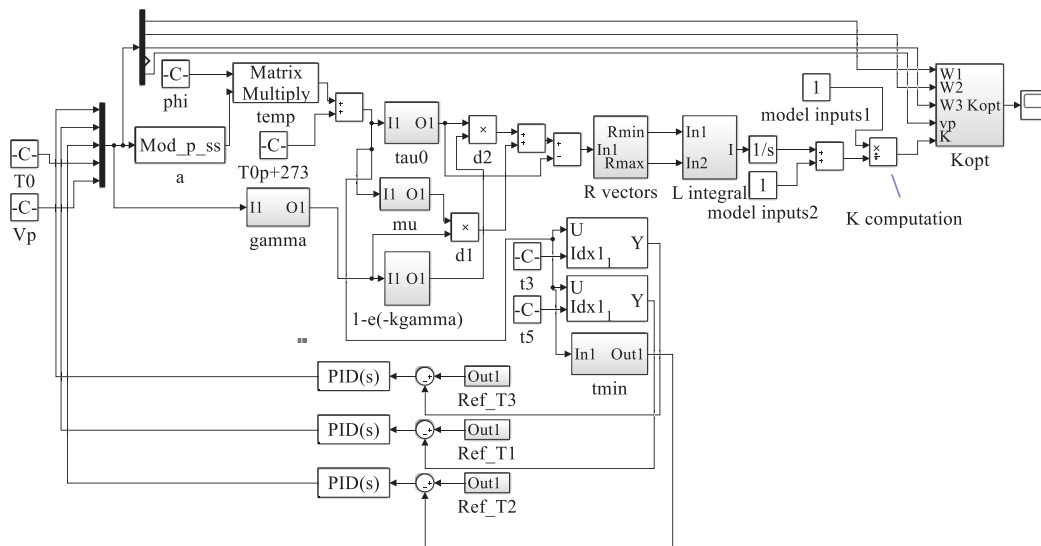 -C-
phi
Matrix
Multiply
temp
W1
W2
W3 Kopt
vp
K
Kopt
1
model inputs1
I1 O1
tau0
×
d2
+
+
+
+
+
-
-C-
T0
Mod_p_ss
a
-C-
T0p+273
Rmin
In1
Rmax
R vectors
In1
I
In2
L integral
1/s
1
model inputs2
+
+
×
÷
K computation
-C-
Vp
I1 O1
gamma
I1 O1
mu
×
d1
I1 O1
1-e(-kgamma)
-C-
t3
U
Y
Idx1
1
-C-
t5
U
Y
Idx1
1
In1 Out1
tmin
PID(s)
-+
Out1
Ref_T3
PID(s)
-+
Out1
Ref_T1
PID(s)
-+
Out1
Ref_T2